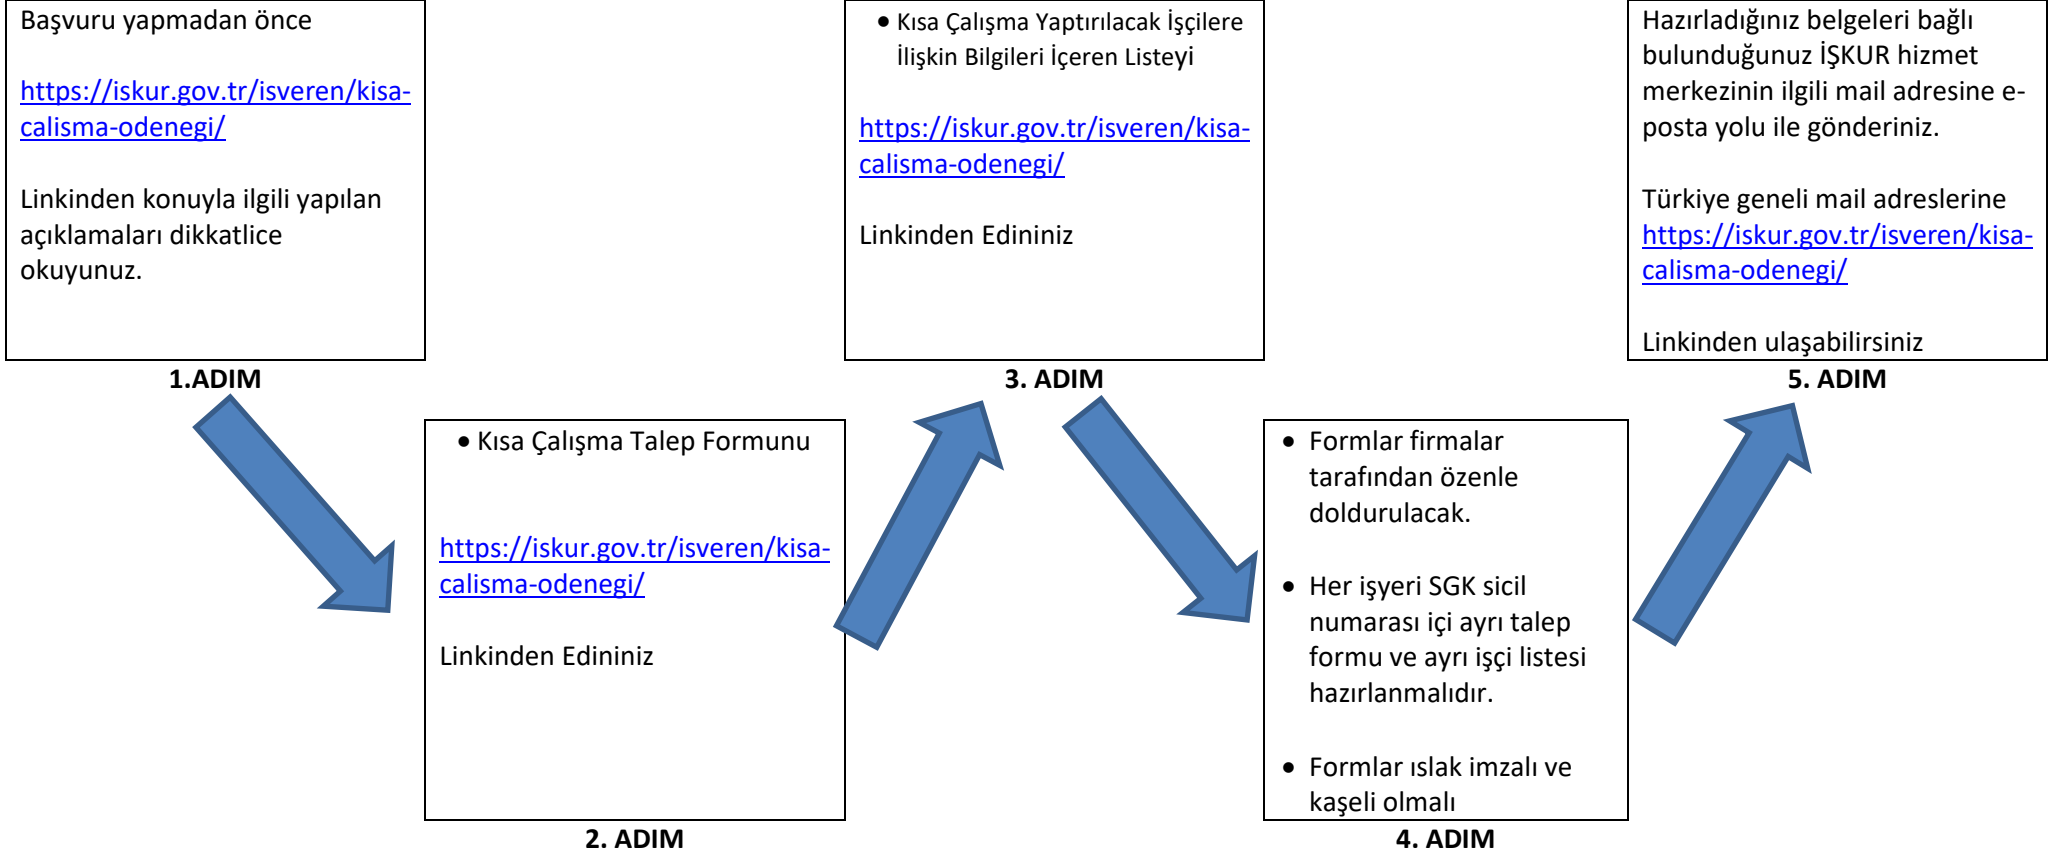 Başvuru yapmadan önce
https://iskur.gov.tr/isveren/kisa-
calisma-odenegi/
Linkinden konuyla ilgili yapılan
açıklamaları dikkatlice
okuyunuz.
1.ADIM
• Kısa Çalışma Talep Formunu
https://iskur.gov.tr/isveren/kisa-
calisma-odenegi/
Linkinden Edininiz
2. ADIM
• Kısa Çalışma Yaptırılacak İşçilere
İlişkin Bilgileri İçeren Listeyi
https://iskur.gov.tr/isveren/kisa-
calisma-odenegi/
Linkinden Edininiz
3. ADIM
• Formlar firmalar
tarafından özenle
doldurulacak.
• Her işyeri SGK sicil
numarası içi ayrı talep
formu ve ayrı işçi listesi
hazırlanmalıdır.
• Formlar ıslak imzalı ve
kaşeli olmalı
4. ADIM
Hazırladığınız belgeleri bağlı
bulunduğunuz İŞKUR hizmet
merkezinin ilgili mail adresine e-
posta yolu ile gönderiniz.
Türkiye geneli mail adreslerine
https://iskur.gov.tr/isveren/kisa-
calisma-odenegi/
Linkinden ulaşabilirsiniz
5. ADIM